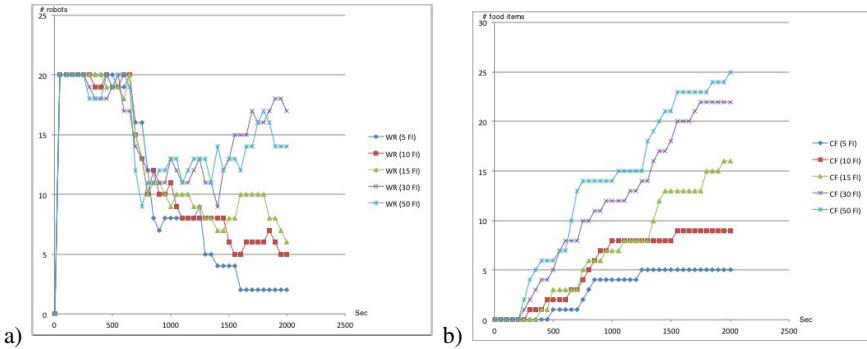 # robots
25
20
15
10
5
0
0
500
1000
1500
2000
2500
Sec
WR (5 FI)
WR (10 FI)
WR (15 FI)
WR (30 FI)
WR (50 FI)
a)
# food items
30
25
20
15
10
5
0
0
500
1000
1500
2000
2500
Sec
CF (5 FI)
CF (10 FI)
CF (15 FI)
CF (30 FI)
CF (50 FI)
b)